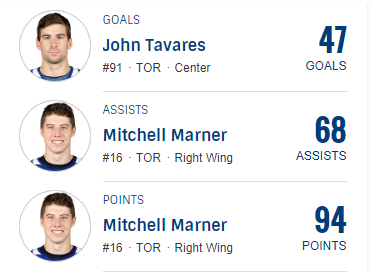 GOALS
John Tavares
47
#91 · TOR · Center
GOALS
ASSISTS
Mitchell Marner
68
#16 · TOR · Right Wing
ASSISTS
POINTS
Mitchell Marner
94
#16 · TOR · Right Wing
POINTS